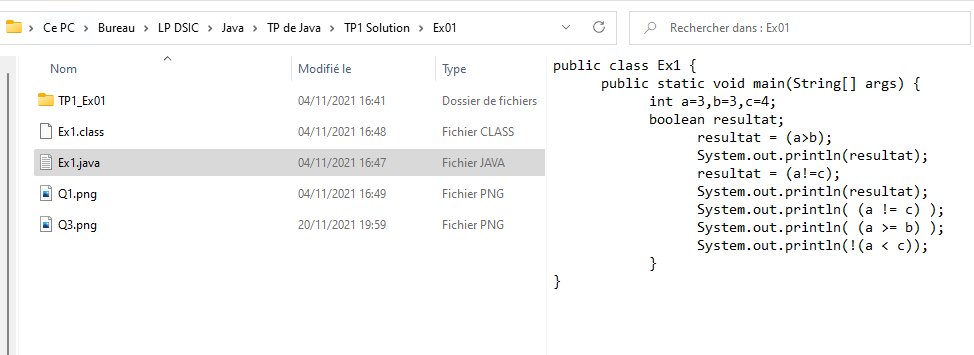 Ce PC > Bureau > LP DSIC > Java > TP de Java > TP1 Solution > Ex01
Rechercher dans : Ex01
Nom Modifié le Type
TP1_Ex01 04/11/2021 16:41 Dossier de fichiers
Ex1.class 04/11/2021 16:48 Fichier CLASS
Ex1.java 04/11/2021 16:47 Fichier JAVA
Q1.png 04/11/2021 16:49 Fichier PNG
Q3.png 20/11/2021 19:59 Fichier PNG
public class Ex1 {
public static void main(String[] args) {
int a=3,b=3,c=4;
boolean resultat;
resultat = (a>b);
System.out.println(resultat);
resultat = (a!=c);
System.out.println(resultat);
System.out.println( (a != c) );
System.out.println( (a >= b) );
System.out.println(!(a < c));
}
}